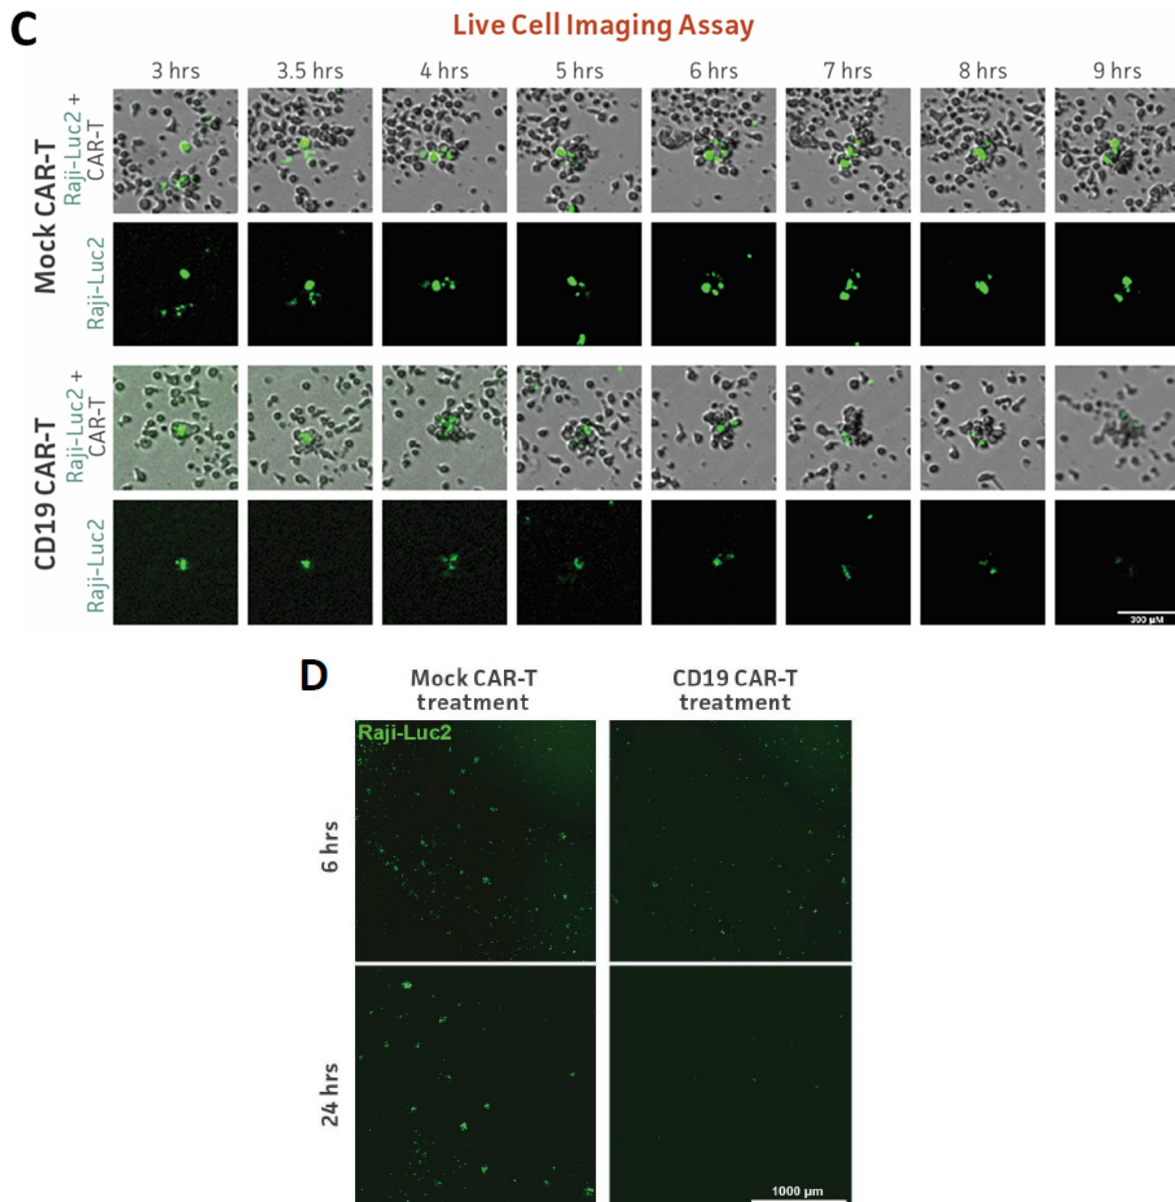 C
Live Cell Imaging Assay
3 hrs 3.5 hrs 4 hrs 5 hrs 6 hrs 7 hrs 8 hrs 9 hrs
Mock CAR-T
Raji-Luc2 +
CAR-T
Raji-Luc2
CD19 CAR-T
Raji-Luc2 +
CAR-T
Raji-Luc2
300 µM
D
Mock CAR-T
treatment
CD19 CAR-T
treatment
Raji-Luc2
6 hrs
24 hrs
1000 µm